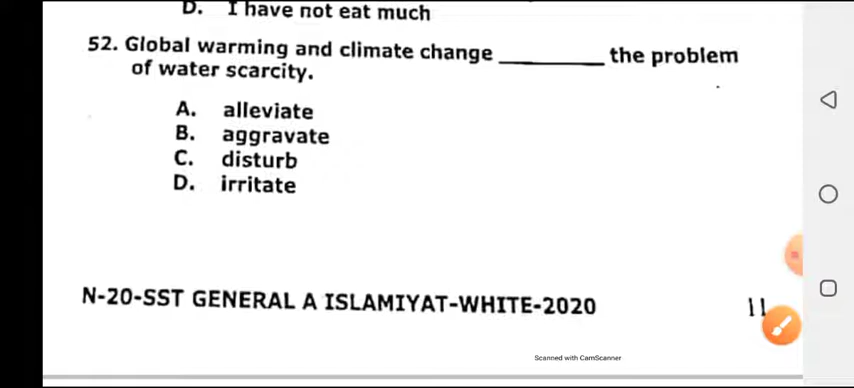 D. I have not eat much
52. Global warming and climate change ________ the problem
of water scarcity.
A. alleviate
B. aggravate
C. disturb
D. irritate
N-20-SST GENERAL A ISLAMIYAT-WHITE-2020 11
Scanned with CamScanner